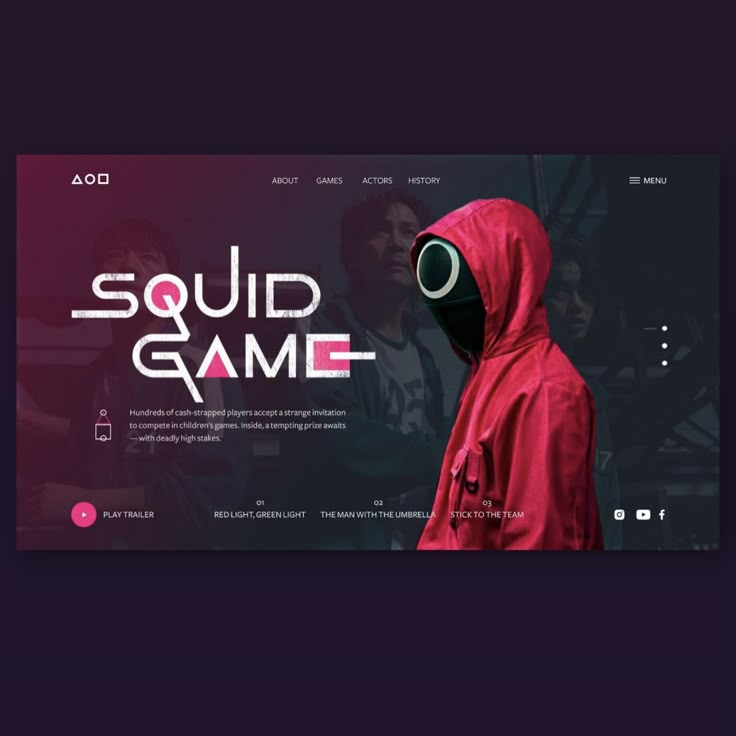 ABOUT GAMES ACTORS HISTORY
MENU
SQUID
GAME
Hundreds of cash-strapped players accept a strange invitation
to compete in children's games. Inside, a tempting prize awaits
— with deadly high stakes.
PLAY TRAILER
01
RED LIGHT, GREEN LIGHT
02
THE MAN WITH THE UMBRELLA
03
STICK TO THE TEAM